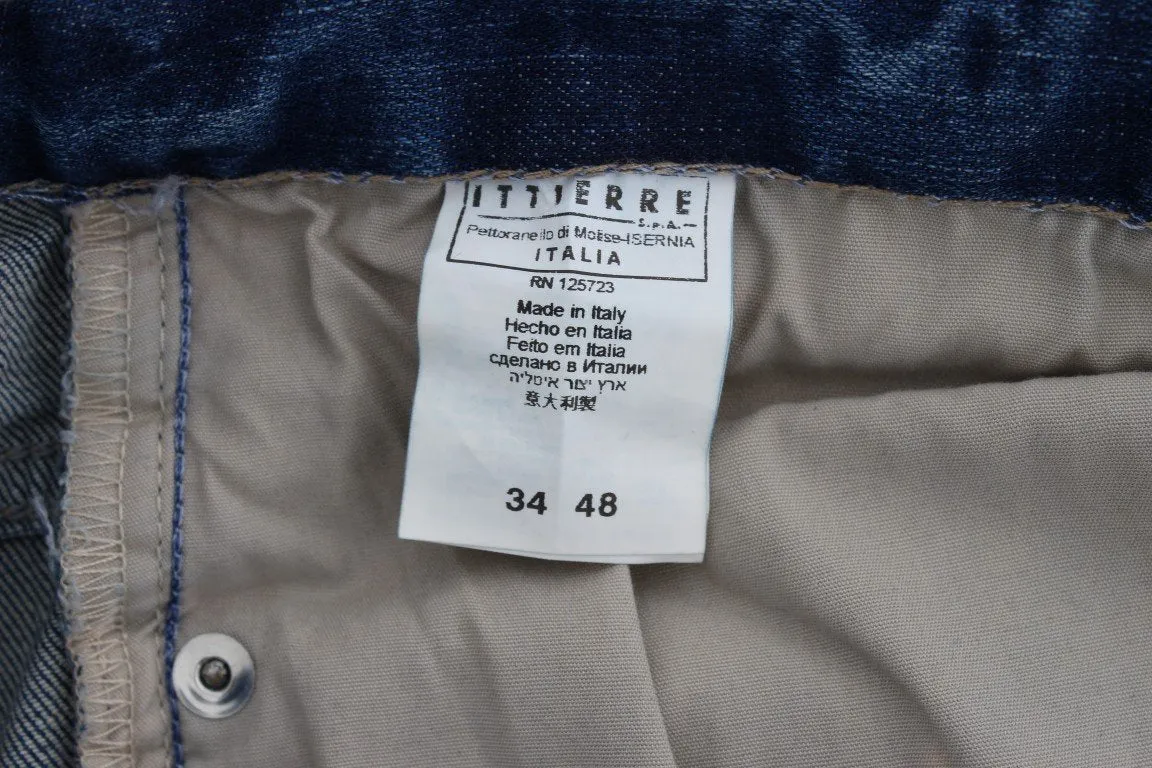 ITTIERRE
S.p.A.
Pettoranello di Molise-ISERNIA
ITALIA
RN 125723
Made in Italy
Hecho en Italia
Feito em Italia
сделано в Италии
ארץ יצור איטליה
意大利製
34 48